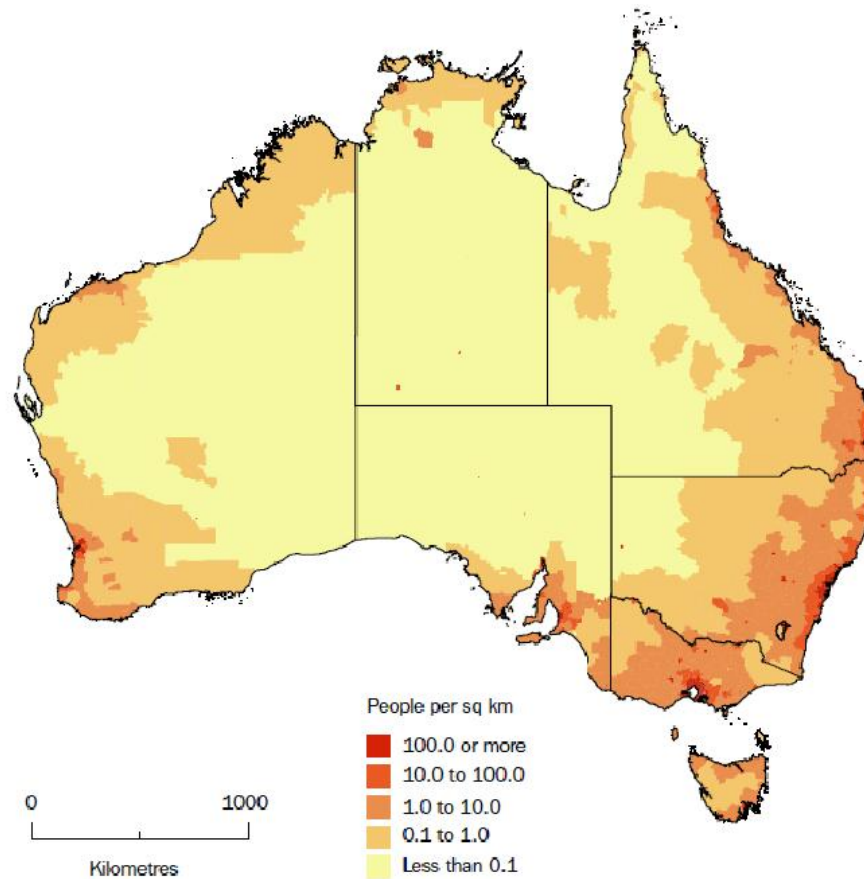 People per sq km
100.0 or more
10.0 to 100.0
1.0 to 10.0
0.1 to 1.0
Less than 0.1
0 1000
Kilometres